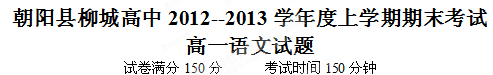 朝阳县柳城高中 2012--2013 学年度上学期期末考试
高一语文试题
试卷满分 150 分 考试时间 150 分钟